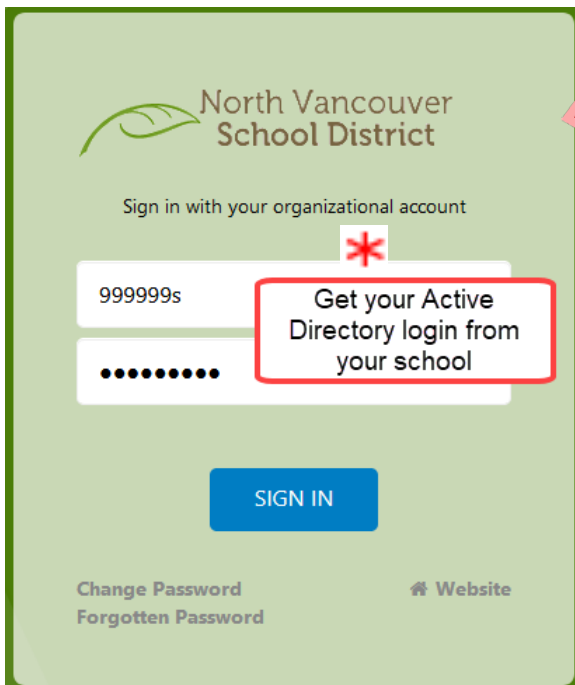 North Vancouver
School District
Sign in with your organizational account
*
999999s
Get your Active
Directory login from
your school
•••••••••
SIGN IN
Change Password
Website
Forgotten Password